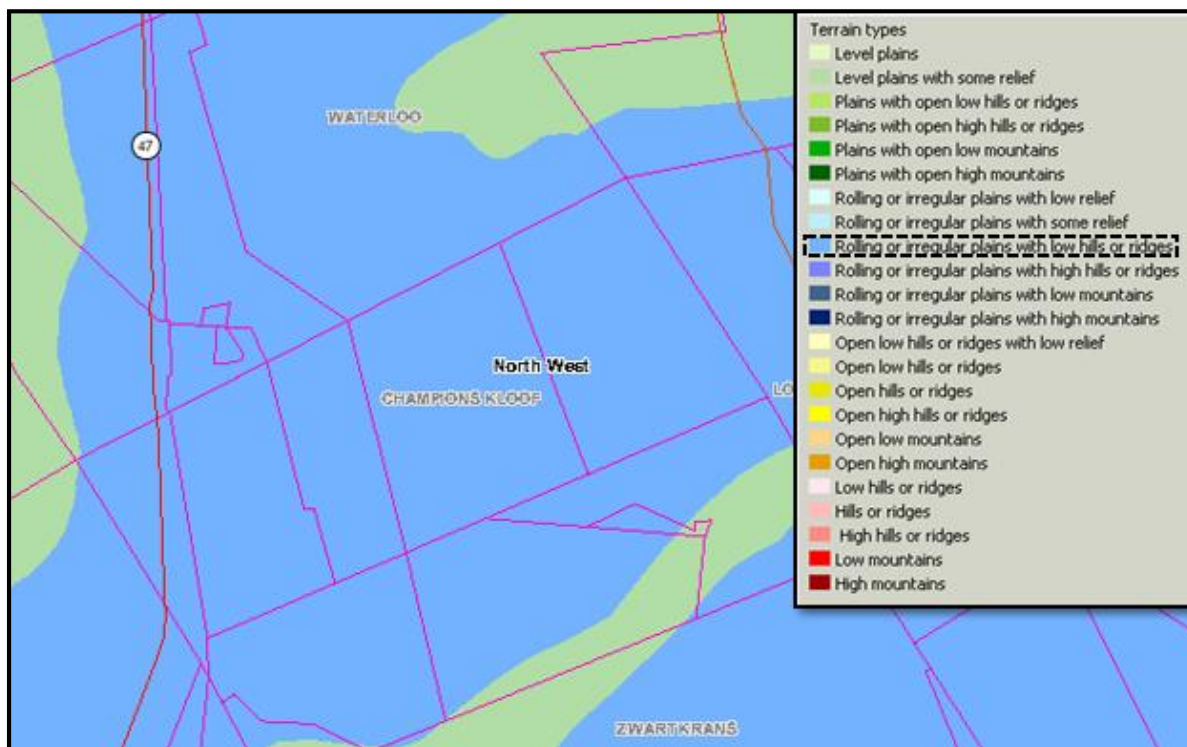 WATERLOO
47
North West
CHAMPIONS KLOOF
LO
ZWARTKRANS
Terrain types
Level plains
Level plains with some relief
Plains with open low hills or ridges
Plains with open high hills or ridges
Plains with open low mountains
Plains with open high mountains
Rolling or irregular plains with low relief
Rolling or irregular plains with some relief
Rolling or irregular plains with low hills or ridges
Rolling or irregular plains with high hills or ridges
Rolling or irregular plains with low mountains
Rolling or irregular plains with high mountains
Open low hills or ridges with low relief
Open low hills or ridges
Open hills or ridges
Open high hills or ridges
Open low mountains
Open high mountains
Low hills or ridges
Hills or ridges
High hills or ridges
Low mountains
High mountains